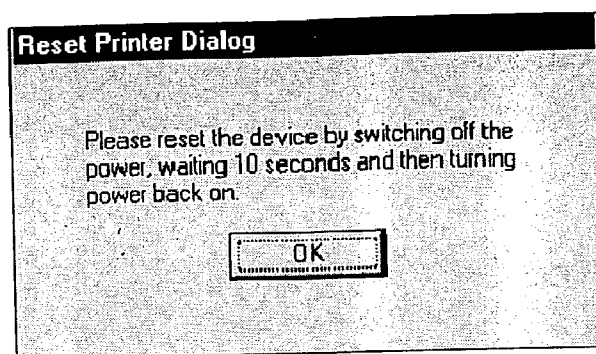 Reset Printer Dialog
Please reset the device by switching off the
power, waiting 10 seconds and then turning
power back on.
OK